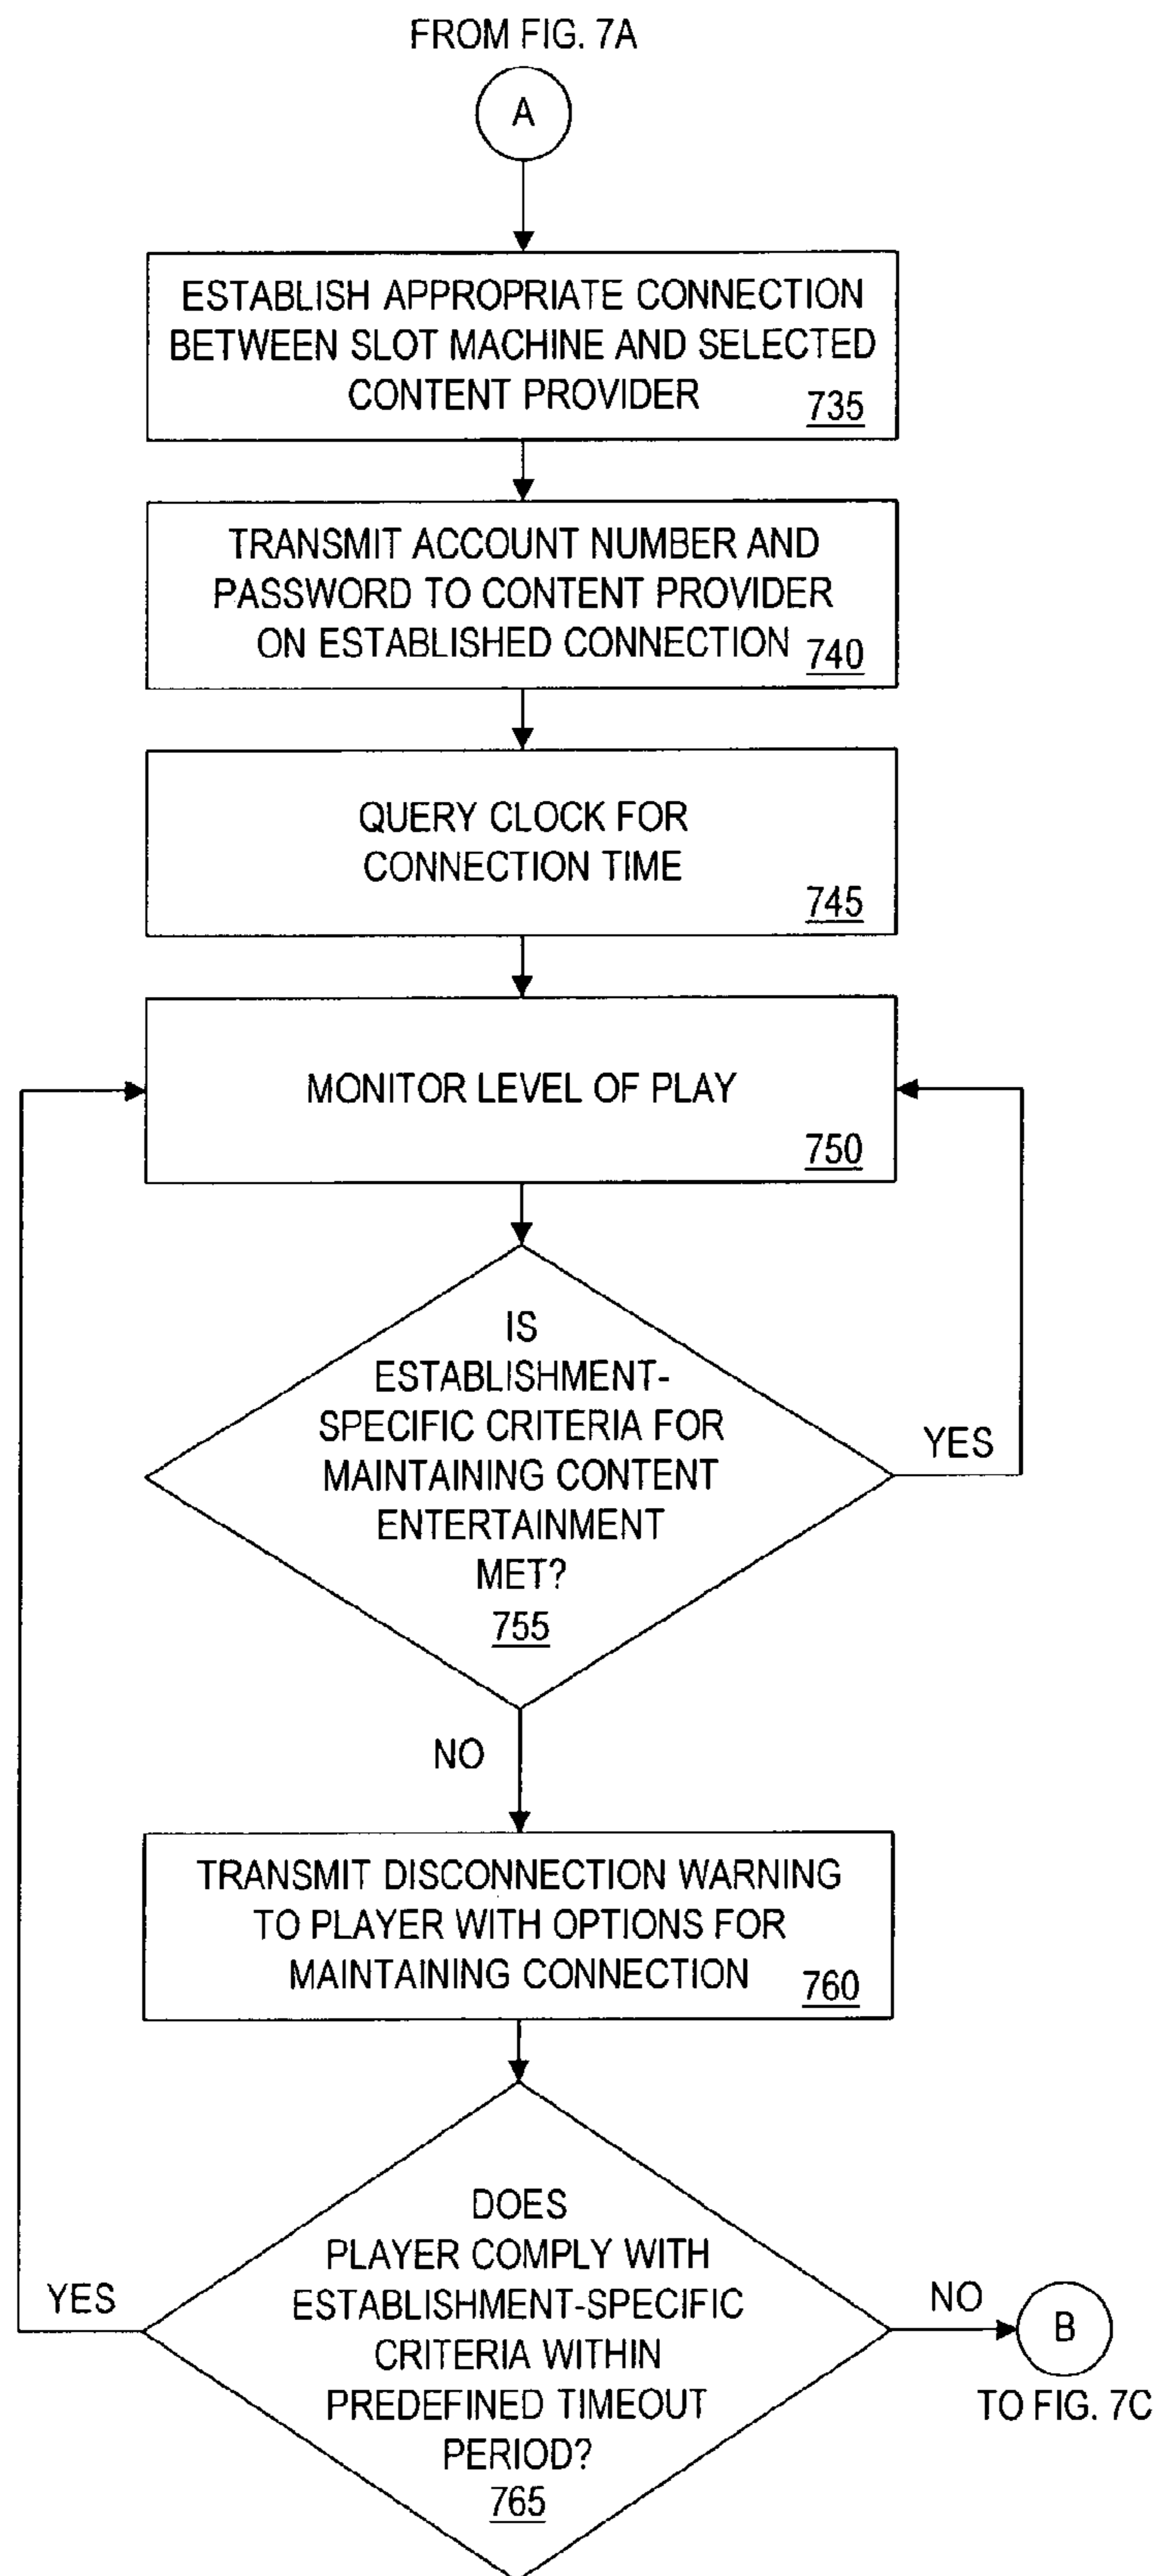 FROM FIG. 7A
A
ESTABLISH APPROPRIATE CONNECTION
BETWEEN SLOT MACHINE AND SELECTED
CONTENT PROVIDER 735
TRANSMIT ACCOUNT NUMBER AND
PASSWORD TO CONTENT PROVIDER
ON ESTABLISHED CONNECTION 740
QUERY CLOCK FOR
CONNECTION TIME
745
MONITOR LEVEL OF PLAY
750
IS
ESTABLISHMENT-
SPECIFIC CRITERIA FOR
MAINTAINING CONTENT
ENTERTAINMENT
MET?
755
YES
NO
TRANSMIT DISCONNECTION WARNING
TO PLAYER WITH OPTIONS FOR
MAINTAINING CONNECTION 760
DOES
PLAYER COMPLY WITH
ESTABLISHMENT-SPECIFIC
CRITERIA WITHIN
PREDEFINED TIMEOUT
PERIOD?
765
YES
NO
B
TO FIG. 7C